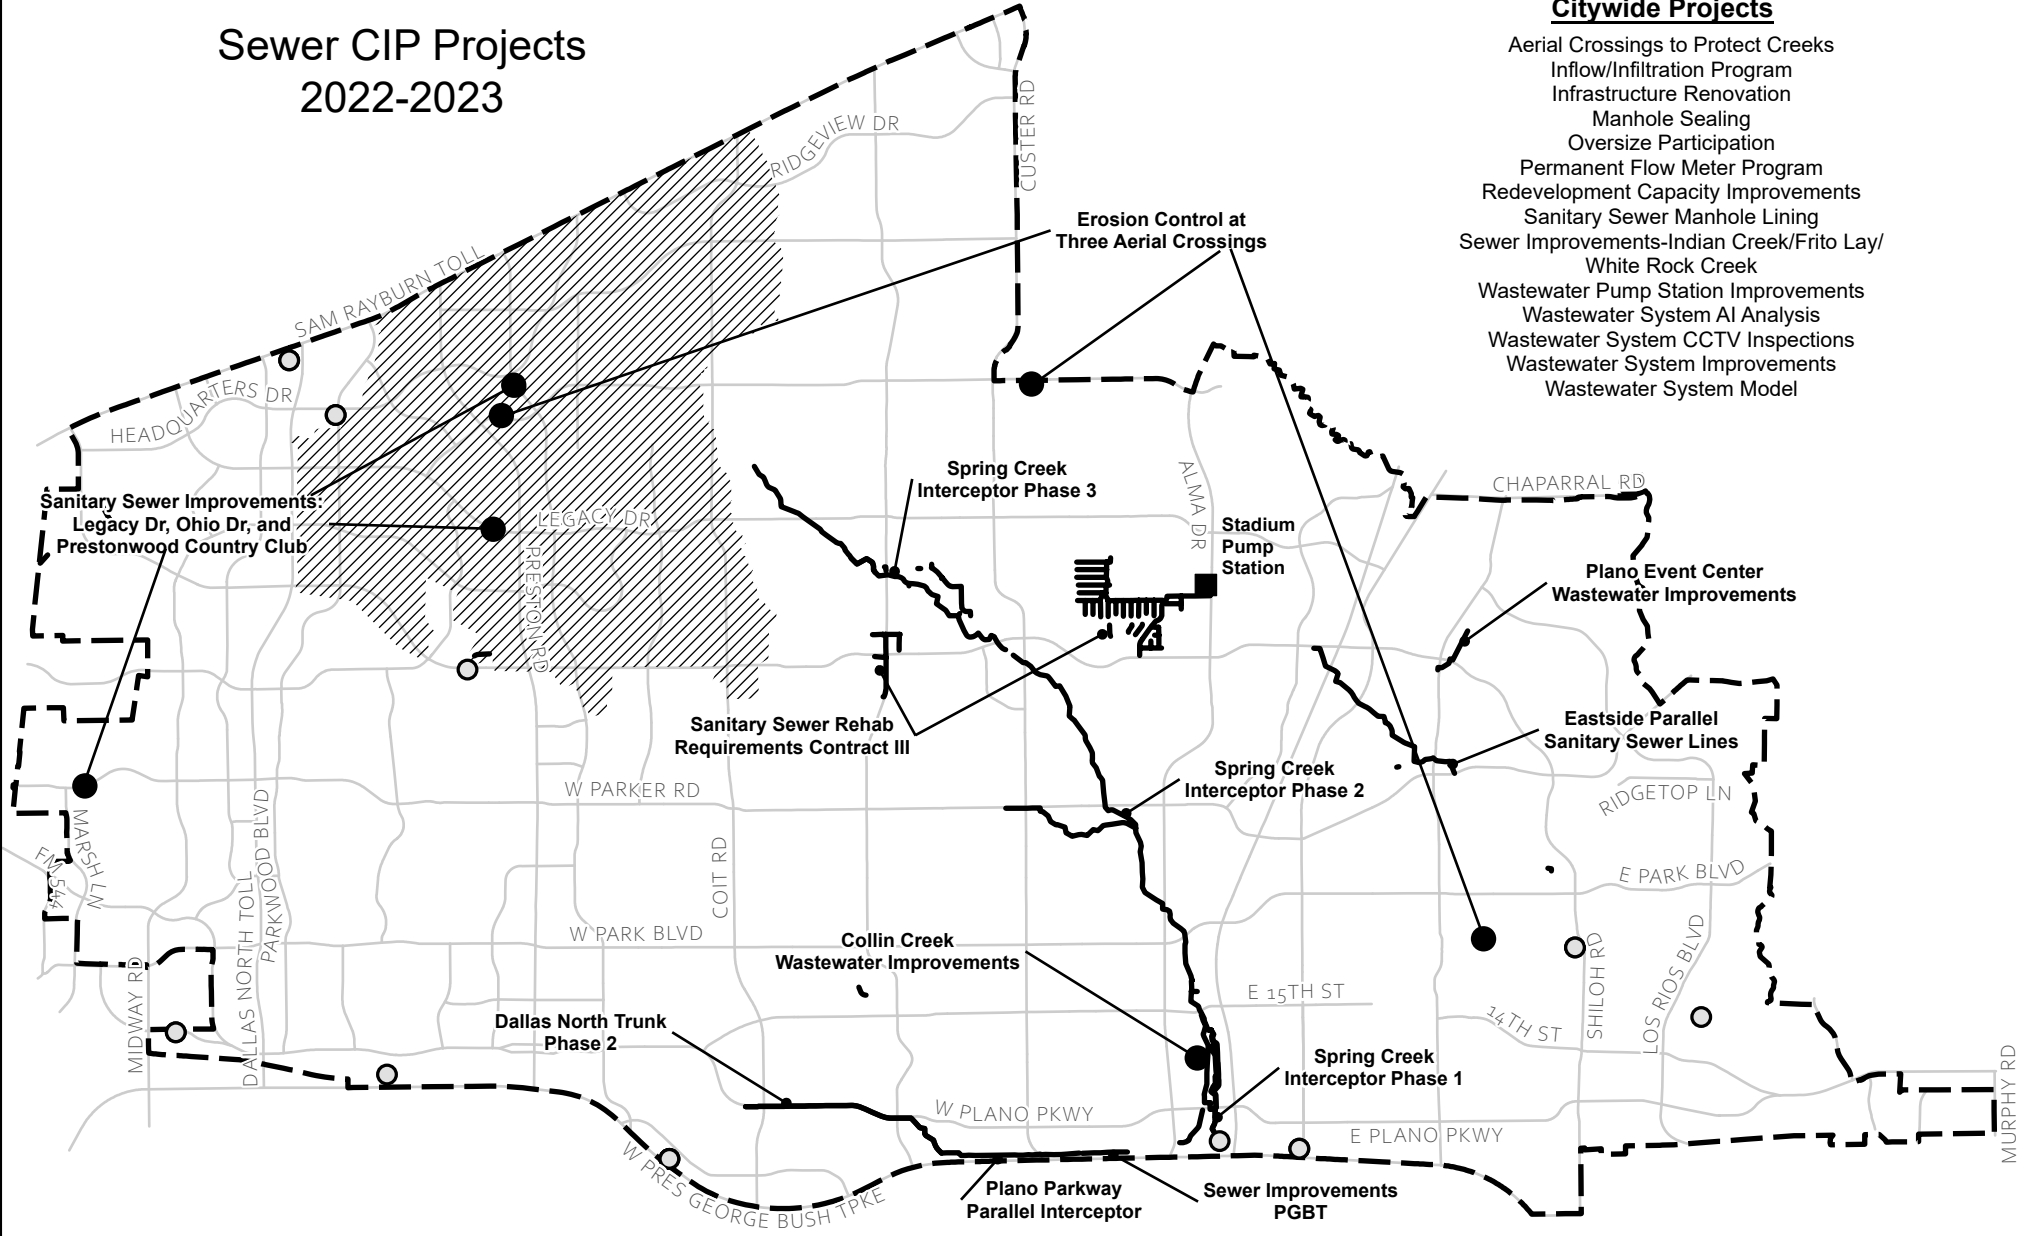 Sewer CIP Projects
2022-2023
Citywide Projects
Aerial Crossings to Protect Creeks
Inflow/Infiltration Program
Infrastructure Renovation
Manhole Sealing
Oversize Participation
Permanent Flow Meter Program
Redevelopment Capacity Improvements
Sanitary Sewer Manhole Lining
Sewer Improvements-Indian Creek/Frito Lay/
White Rock Creek
Wastewater Pump Station Improvements
Wastewater System AI Analysis
Wastewater System CCTV Inspections
Wastewater System Improvements
Wastewater System Model
RIDGEVIEW DR
CUSTER RD
Erosion Control at
Three Aerial Crossings
SAM RAYBURN TOLL
HEADQUARTERS DR
Sanitary Sewer Improvements:
Legacy Dr, Ohio Dr, and
Prestonwood Country Club
LEGACY DR
PRESTON RD
Spring Creek
Interceptor Phase 3
ALMA DR
Stadium
Pump
Station
CHAPARRAL RD
Plano Event Center
Wastewater Improvements
Sanitary Sewer Rehab
Requirements Contract III
Eastside Parallel
Sanitary Sewer Lines
Spring Creek
Interceptor Phase 2
W PARKER RD
RIDGETOP LN
MARSH LN
FM 544
DALLAS NORTH TOLL
PARKWOOD BLVD
COIT RD
E PARK BLVD
W PARK BLVD
Collin Creek
Wastewater Improvements
MIDWAY RD
E 15TH ST
14TH ST
SHILOH RD
LOS RIOS BLVD
Dallas North Trunk
Phase 2
Spring Creek
Interceptor Phase 1
W PLANO PKWY
E PLANO PKWY
MURPHY RD
W PRES GEORGE BUSH TPKE
Plano Parkway
Parallel Interceptor
Sewer Improvements
PGBT